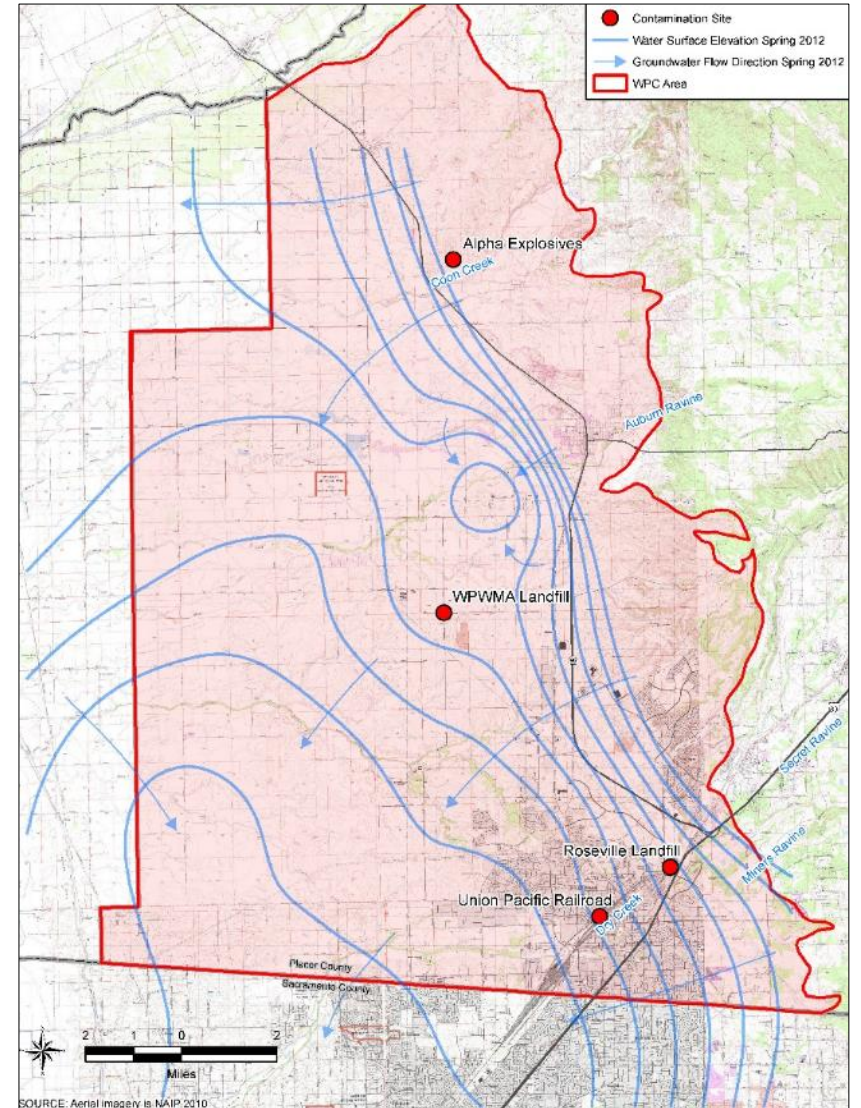 Contamination Site
Water Surface Elevation Spring 2012
Groundwater Flow Direction Spring 2012
WPC Area
Alpha Explosives
Coon Creek
Auburn Ravine
WPWMA Landfill
Secret Ravine
Roseville Landfill
Miners Ravine
Union Pacific Railroad
Dry Creek
Placer County
Sacramento County
2 0 2
Miles
SOURCE: Aerial imagery is NAIP 2010